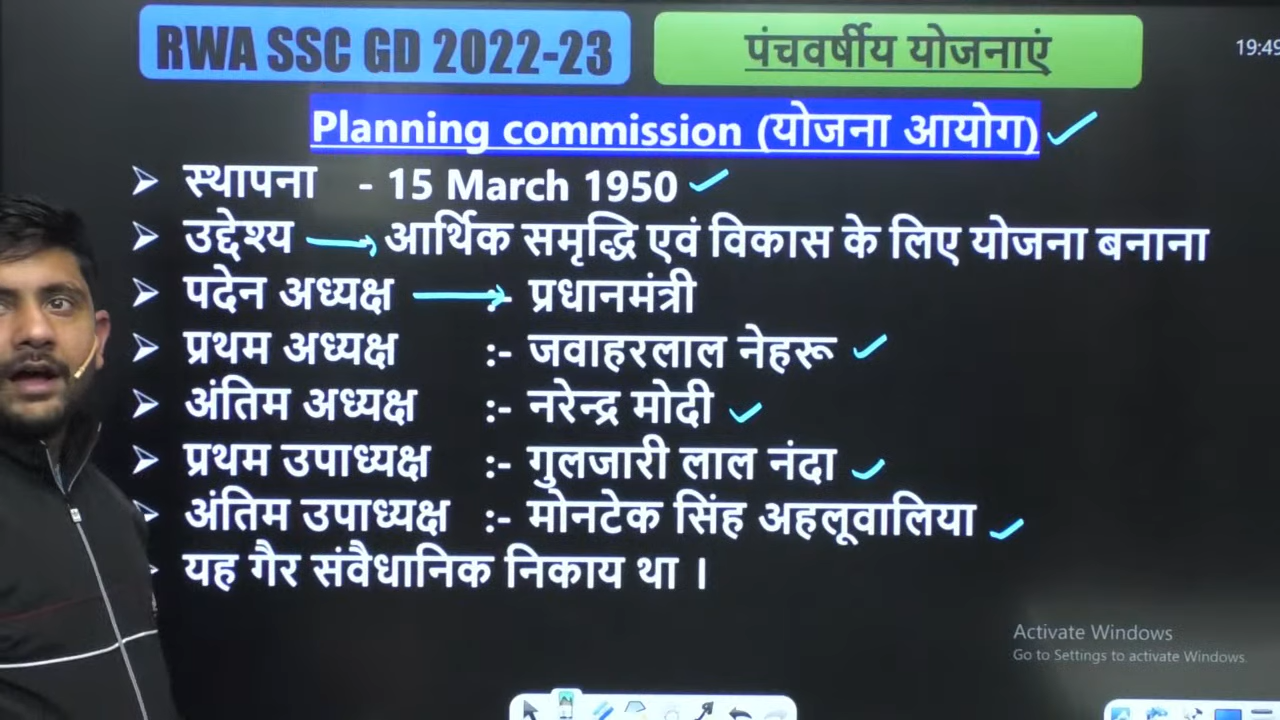 RWA SSC GD 2022-23
पंचवर्षीय योजनाएं
19:49
Planning commission (योजना आयोग)
स्थापना - 15 March 1950
उद्देश्य आर्थिक समृद्धि एवं विकास के लिए योजना बनाना
पदेन अध्यक्ष :- प्रधानमंत्री
प्रथम अध्यक्ष :- जवाहरलाल नेहरू
अंतिम अध्यक्ष :- नरेन्द्र मोदी
प्रथम उपाध्यक्ष :- गुलजारी लाल नंदा
अंतिम उपाध्यक्ष :- मोनटेक सिंह अहलूवालिया
यह गैर संवैधानिक निकाय था ।
Activate Windows
Go to Settings to activate Windows.